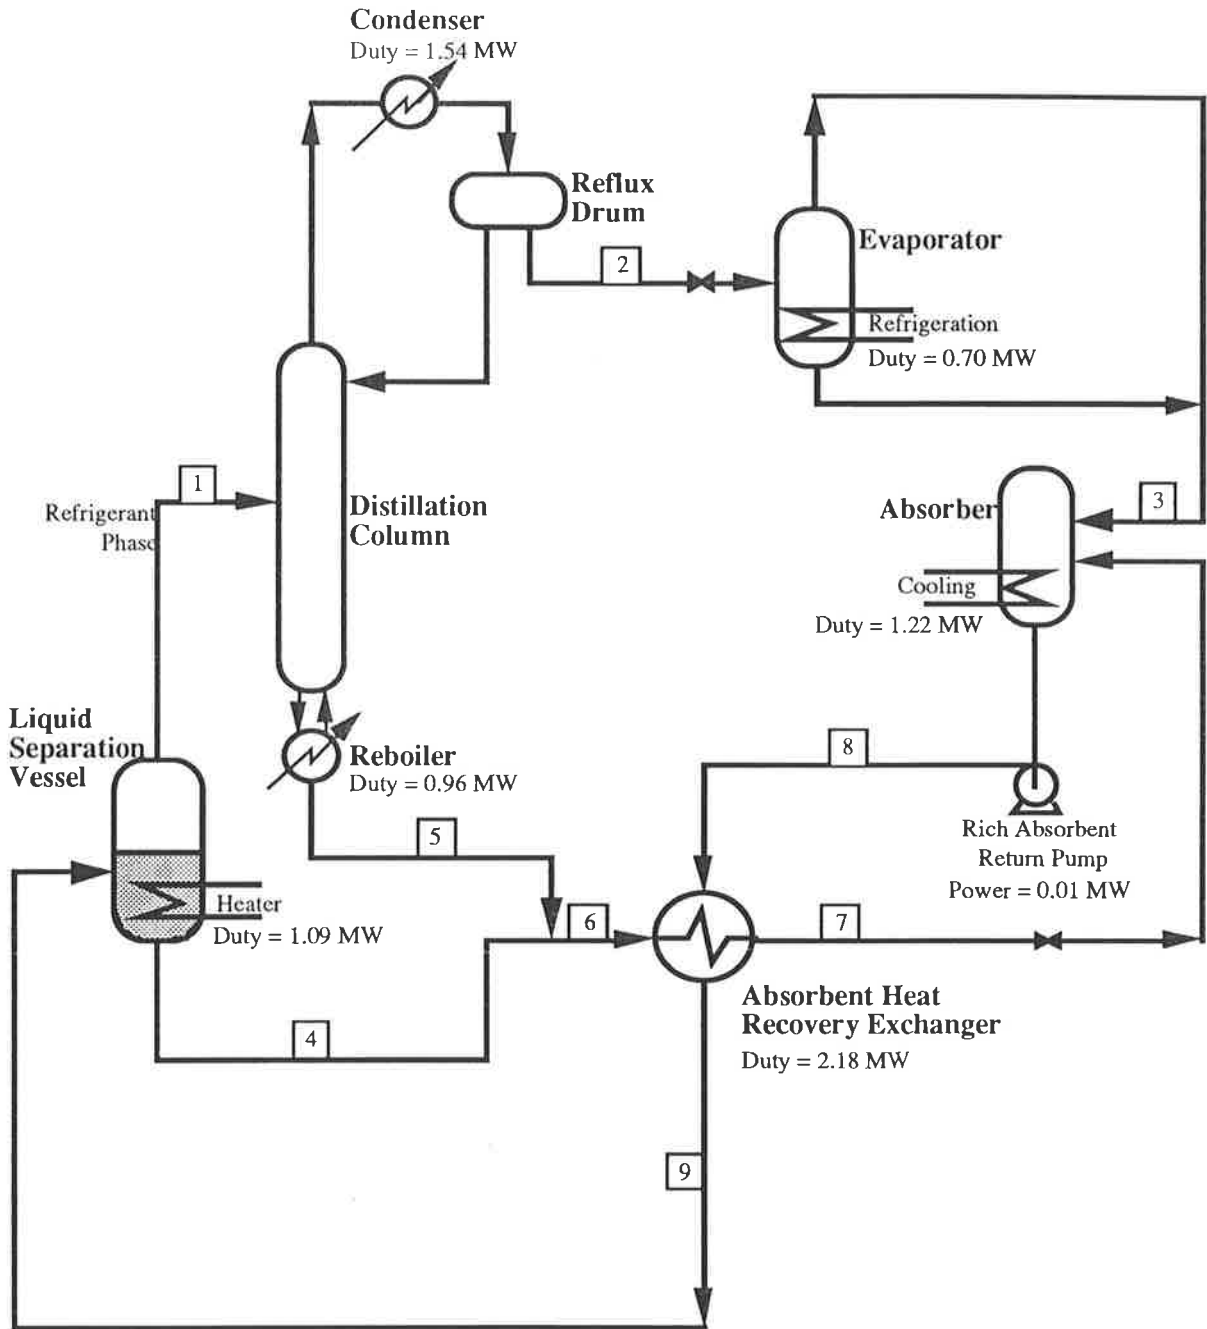 Condenser
Duty = 1.54 MW
Reflux
Drum
2
Evaporator
Refrigeration
Duty = 0.70 MW
1
Refrigerant
Phase
Distillation
Column
Absorber
3
Cooling
Duty = 1.22 MW
Liquid
Separation
Vessel
Reboiler
Duty = 0.96 MW
8
5
Rich Absorbent
Return Pump
Power = 0.01 MW
Heater
Duty = 1.09 MW
6
7
Absorbent Heat
Recovery Exchanger
Duty = 2.18 MW
4
9